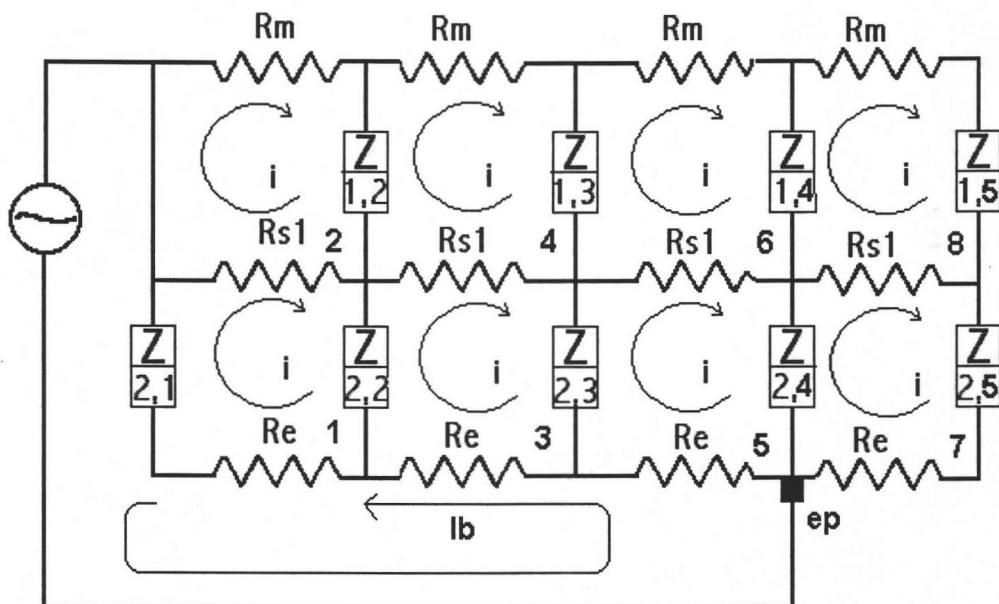 Rm Rm Rm Rm
Z 1,2 Z 1,3 Z 1,4 Z 1,5
i i i i
Rs1 2 Rs1 4 Rs1 6 Rs1 8
Z 2,1 Z 2,2 Z 2,3 Z 2,4 Z 2,5
i i i i
Re 1 Re 3 Re 5 Re 7
Ib ep